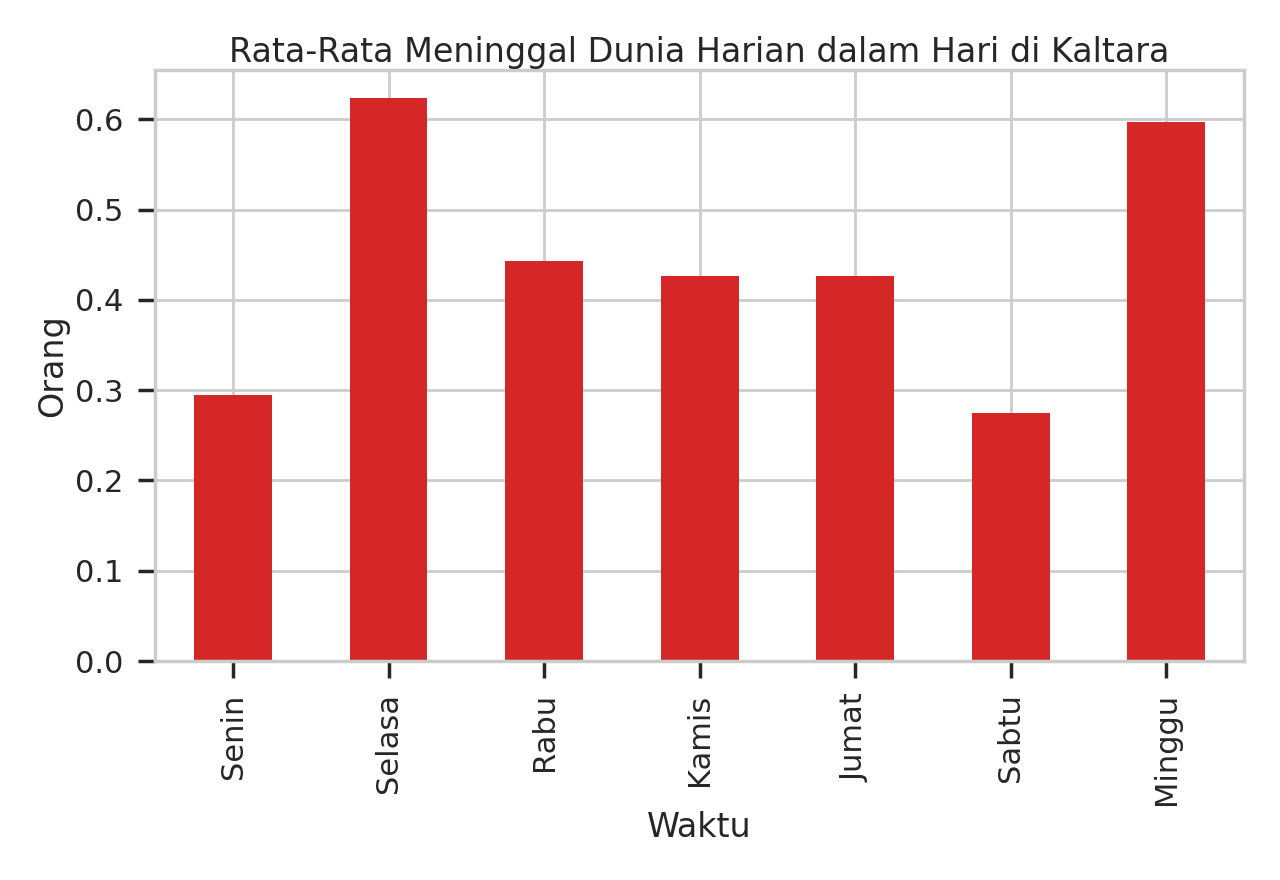 Rata-Rata Meninggal Dunia Harian dalam Hari di Kaltara
Orang
0.6
0.5
0.4
0.3
0.2
0.1
0.0
Senin
Selasa
Rabu
Kamis
Jumat
Sabtu
Minggu
Waktu